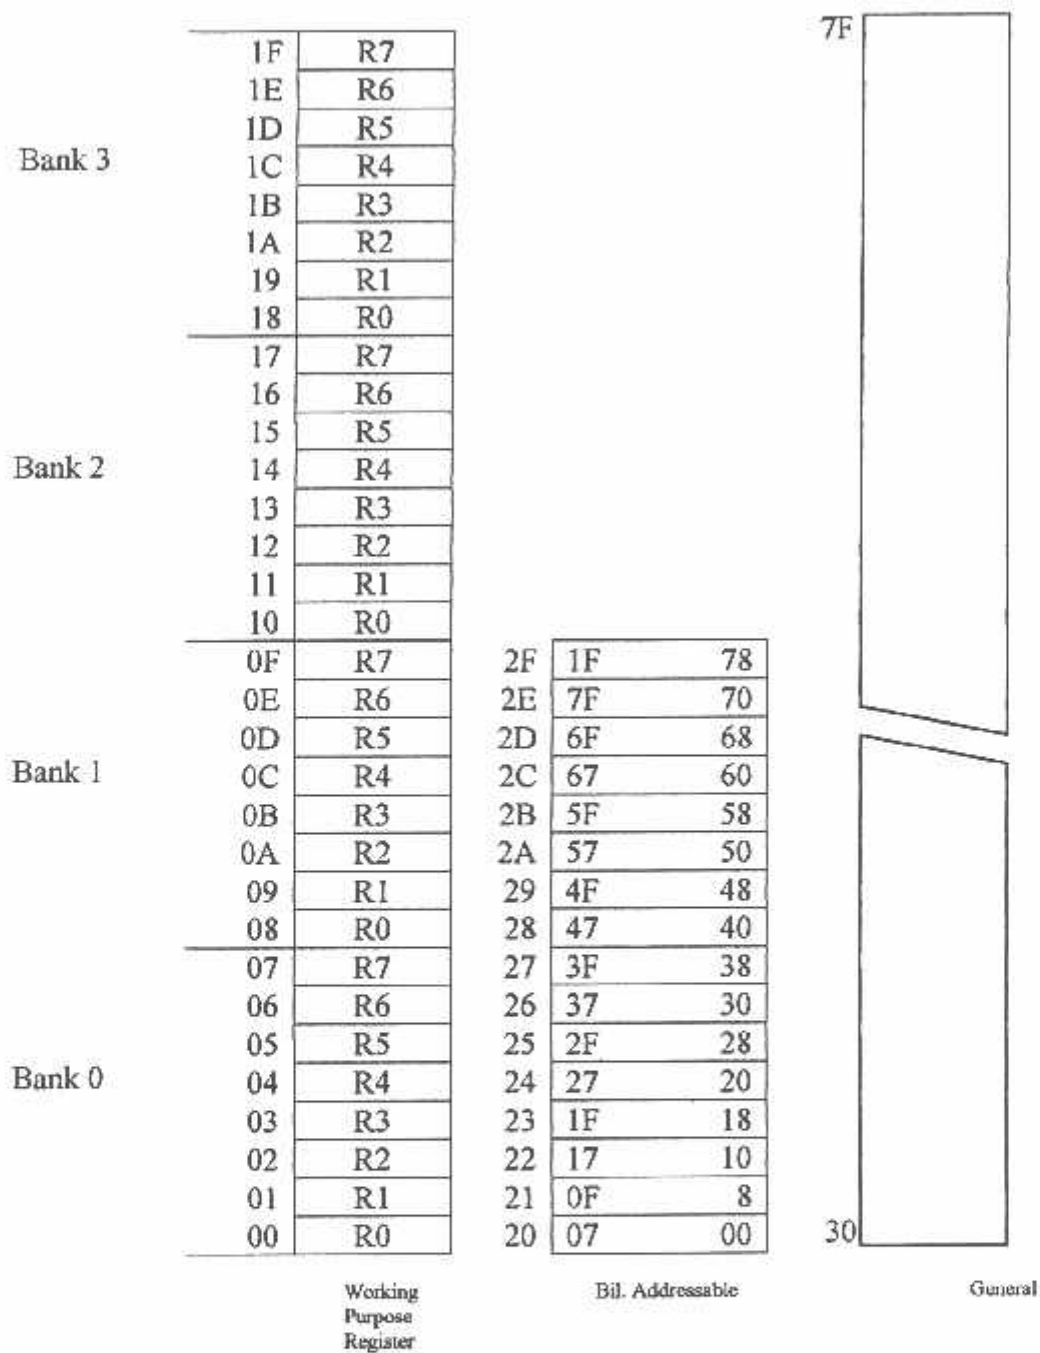 7F
1F R7
1E R6
1D R5
Bank 3
1C R4
1B R3
1A R2
19 R1
18 R0
17 R7
16 R6
15 R5
Bank 2
14 R4
13 R3
12 R2
11 R1
10 R0
0F R7 2F 1F 78
0E R6 2E 7F 70
0D R5 2D 6F 68
Bank 1
0C R4 2C 67 60
0B R3 2B 5F 58
0A R2 2A 57 50
09 R1 29 4F 48
08 R0 28 47 40
07 R7 27 3F 38
06 R6 26 37 30
05 R5 25 2F 28
Bank 0
04 R4 24 27 20
03 R3 23 1F 18
02 R2 22 17 10
01 R1 21 0F 8
00 R0 20 07 00
30
Working
Purpose
Register
Bil. Addressable
General